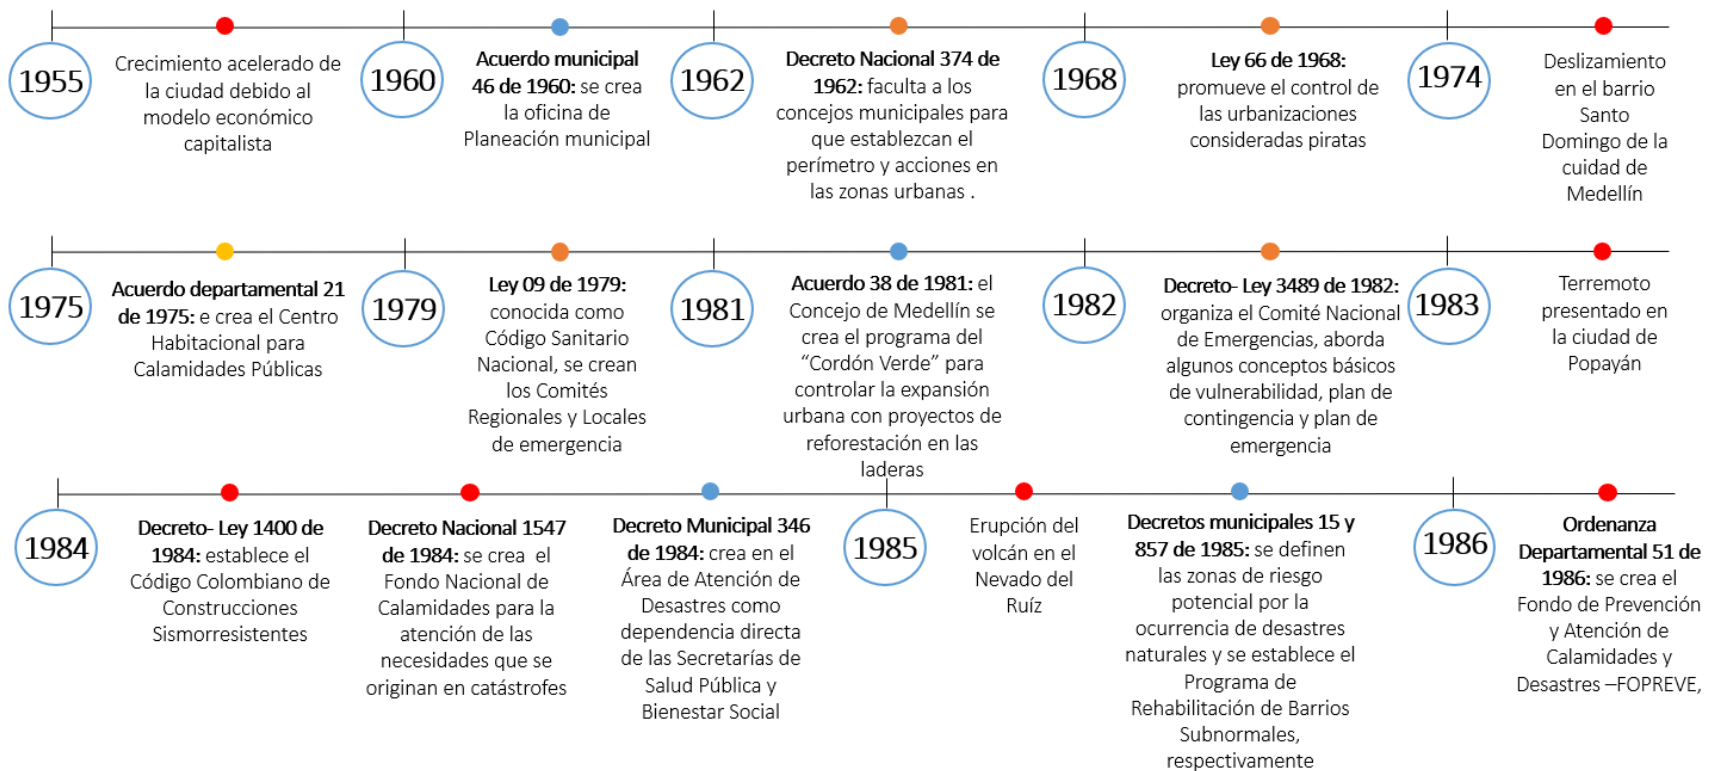 1955
Crecimiento acelerado de
la ciudad debido al
modelo económico
capitalista
1960
Acuerdo municipal
46 de 1960: se crea
la oficina de
Planeación municipal
1962
Decreto Nacional 374 de
1962: faculta a los
concejos municipales para
que establezcan el
perímetro y acciones en
las zonas urbanas .
1968
Ley 66 de 1968:
promueve el control de
las urbanizaciones
consideradas piratas
1974
Deslizamiento
en el barrio
Santo
Domingo de la
cuidad de
Medellín
1975
Acuerdo departamental 21
de 1975: e crea el Centro
Habitacional para
Calamidades Públicas
1979
Ley 09 de 1979:
conocida como
Código Sanitario
Nacional, se crean
los Comités
Regionales y Locales
de emergencia
1981
Acuerdo 38 de 1981: el
Concejo de Medellín se
crea el programa del
“Cordón Verde” para
controlar la expansión
urbana con proyectos de
reforestación en las
laderas
1982
Decreto- Ley 3489 de 1982:
organiza el Comité Nacional
de Emergencias, aborda
algunos conceptos básicos
de vulnerabilidad, plan de
contingencia y plan de
emergencia
1983
Terremoto
presentado en
la ciudad de
Popayán
1984
Decreto- Ley 1400 de
1984: establece el
Código Colombiano de
Construcciones
Sismorresistentes
Decreto Nacional 1547
de 1984: se crea el
Fondo Nacional de
Calamidades para la
atención de las
necesidades que se
originan en catástrofes
Decreto Municipal 346
de 1984: crea en el
Área de Atención de
Desastres como
dependencia directa
de las Secretarías de
Salud Pública y
Bienestar Social
1985
Erupción del
volcán en el
Nevado del
Ruíz
Decretos municipales 15 y
857 de 1985: se definen
las zonas de riesgo
potencial por la
ocurrencia de desastres
naturales y se establece el
Programa de
Rehabilitación de Barrios
Subnormales,
respectivamente
1986
Ordenanza
Departamental 51 de
1986: se crea el
Fondo de Prevención
y Atención de
Calamidades y
Desastres –FOPREVE,